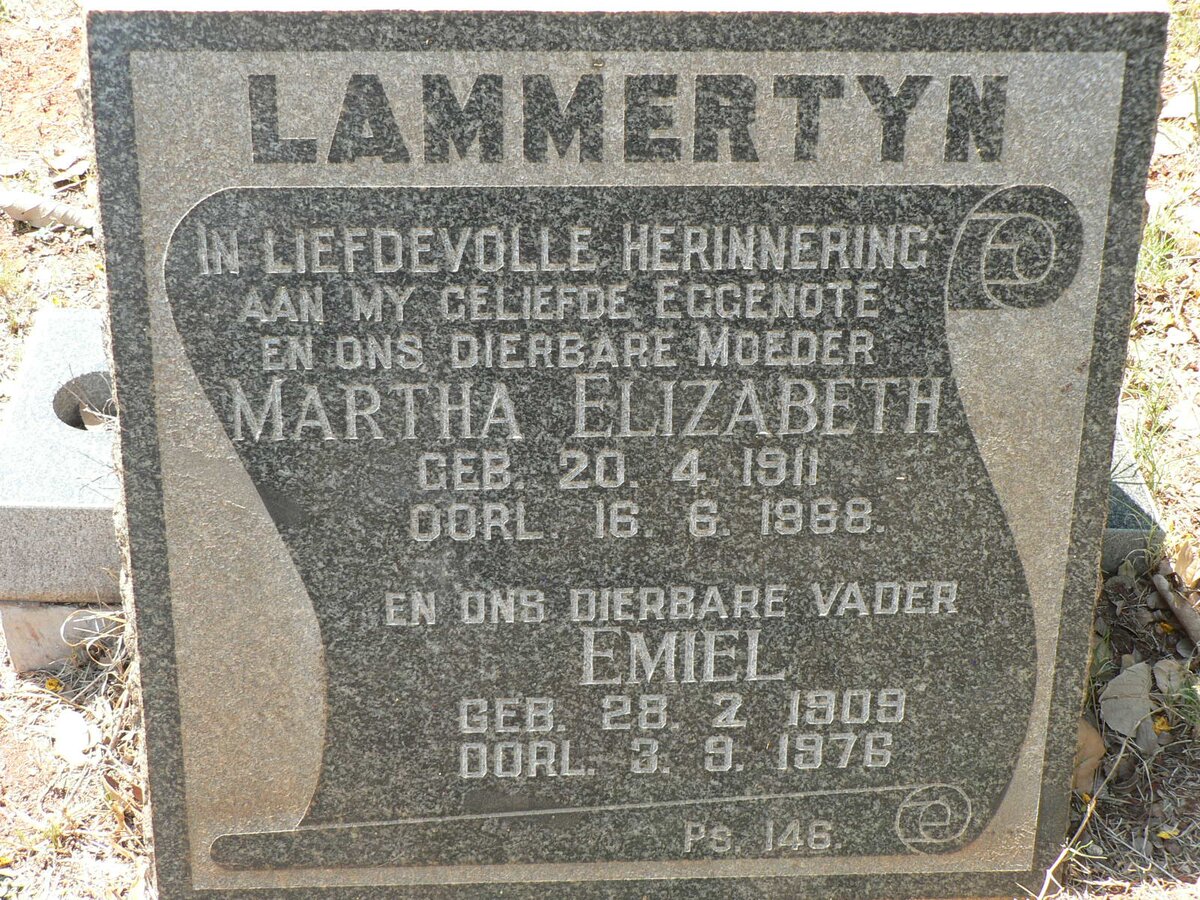 LAMMERTYN
IN LIEFDEVOLLE HERINNERING
AAN MY GELIEFDE EGGENOTE
EN ONS DIERBARE MOEDER
MARTHA ELIZABETH
GEB. 20. 4. 1911
OORL. 16. 6. 1968.
EN ONS DIERBARE VADER
EMIEL
GEB. 28. 2 1909
OORL. 3. 9. 1976
Ps. 146.